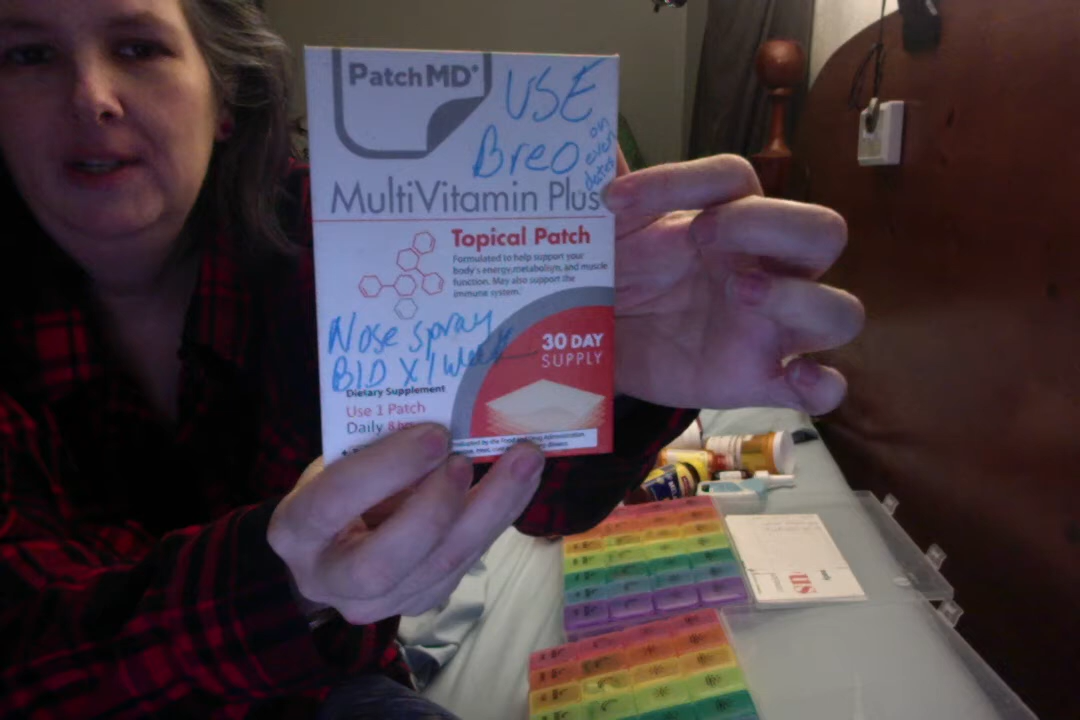 PatchMD®
USE
Breo on
even
dates
MultiVitamin Plus
Topical Patch
Formulated to help support your
body's energy, metabolism, and muscle
function. May also support the
immune system.*
Nose spray
BID X 1 week
30 DAY
SUPPLY
Dietary Supplement
Use 1 Patch
Daily 8